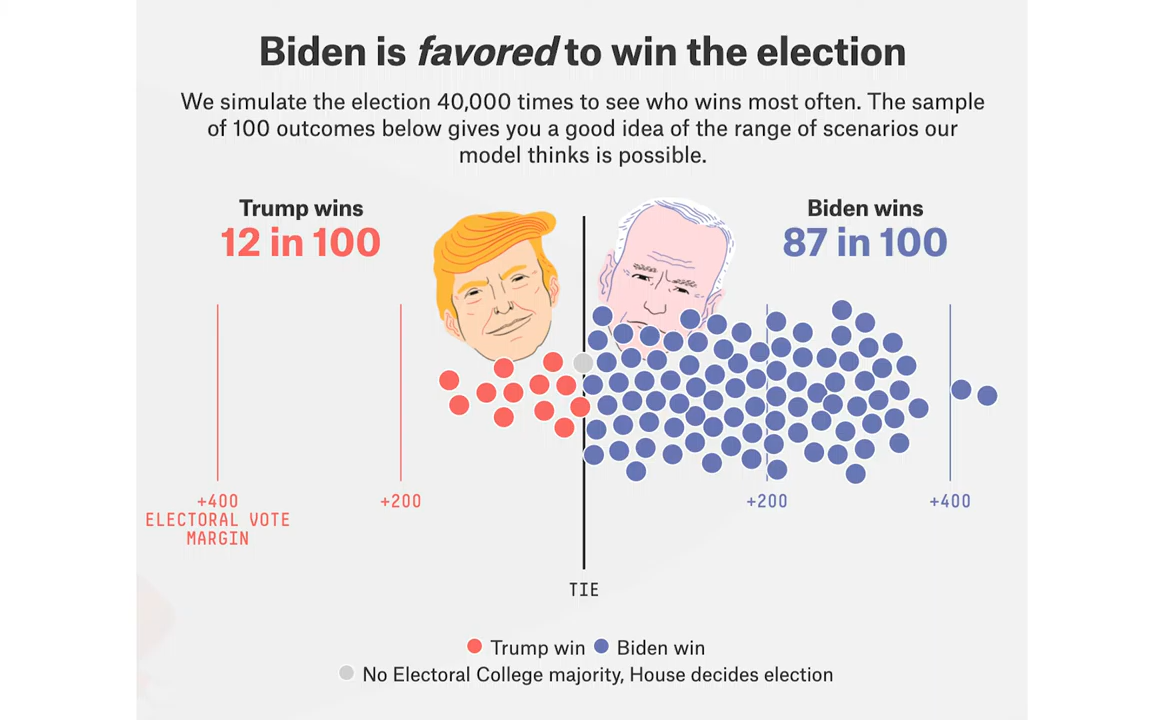 Biden is favored to win the election
We simulate the election 40,000 times to see who wins most often. The sample
of 100 outcomes below gives you a good idea of the range of scenarios our
model thinks is possible.
Trump wins
12 in 100
Biden wins
87 in 100
+400
ELECTORAL VOTE
MARGIN
+200
+200
+400
TIE
Trump win
Biden win
No Electoral College majority, House decides election